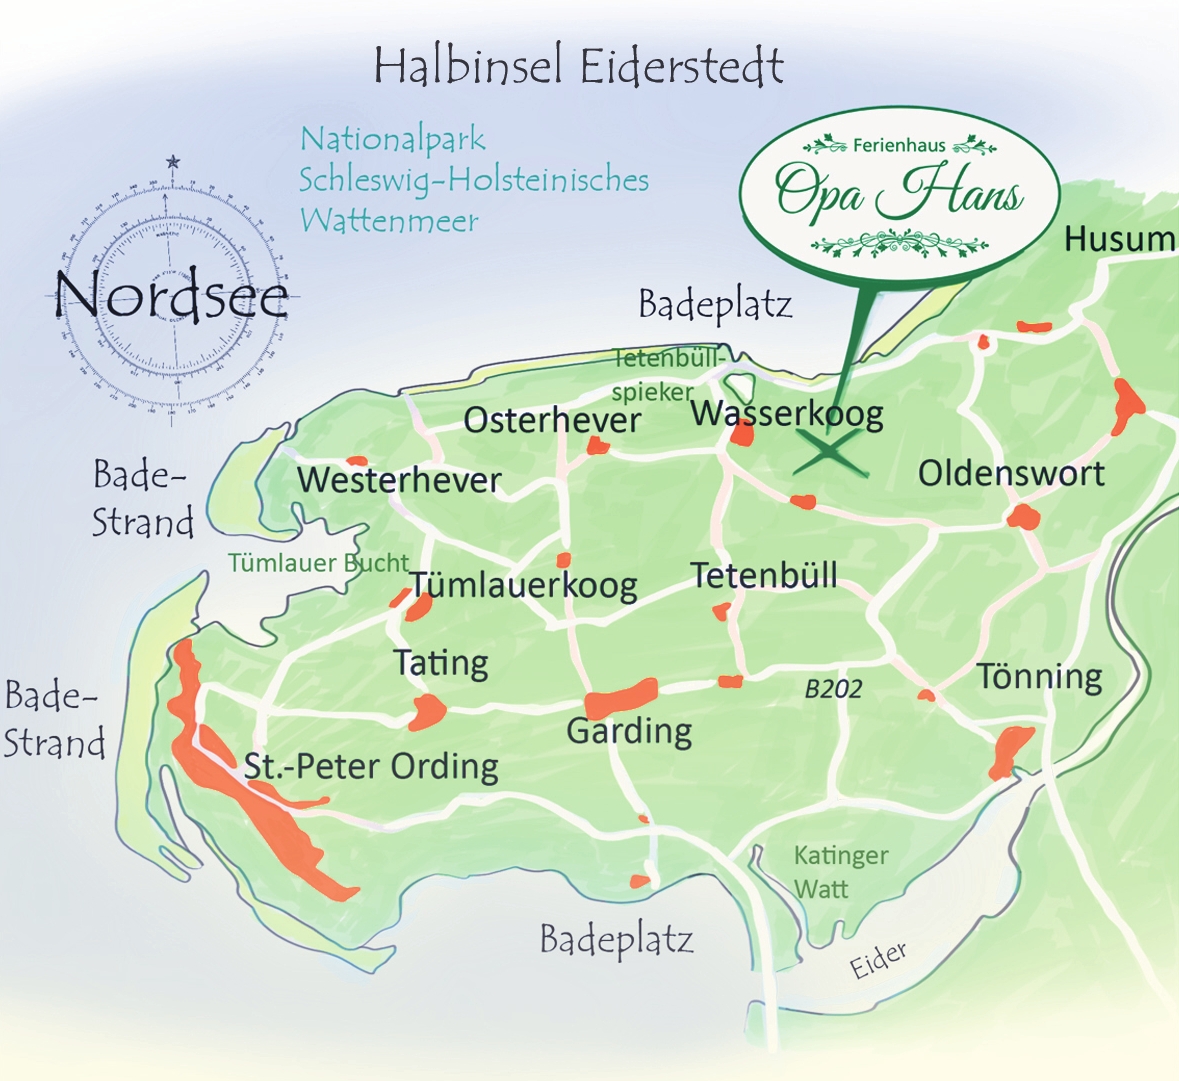 Halbinsel Eiderstedt
Nationalpark
Schleswig-Holsteinisches
Wattenmeer
Ferienhaus
Opa Hans
Husum
Nordsee
Badeplatz
Tetenbüll-
spieker
Osterhever
Wasserkoog
Westerhever
Oldenswort
Bade-
Strand
Tümlauer Bucht
Tümlauerkoog
Tetenbüll
Tating
Tönning
B202
Bade-
Strand
Garding
St.-Peter Ording
Katinger
Watt
Badeplatz
Eider